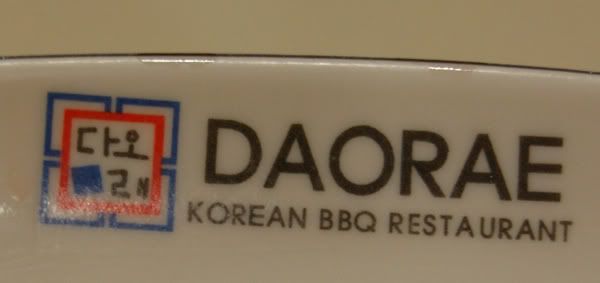 다오
래
DAORAE
KOREAN BBQ RESTAURANT